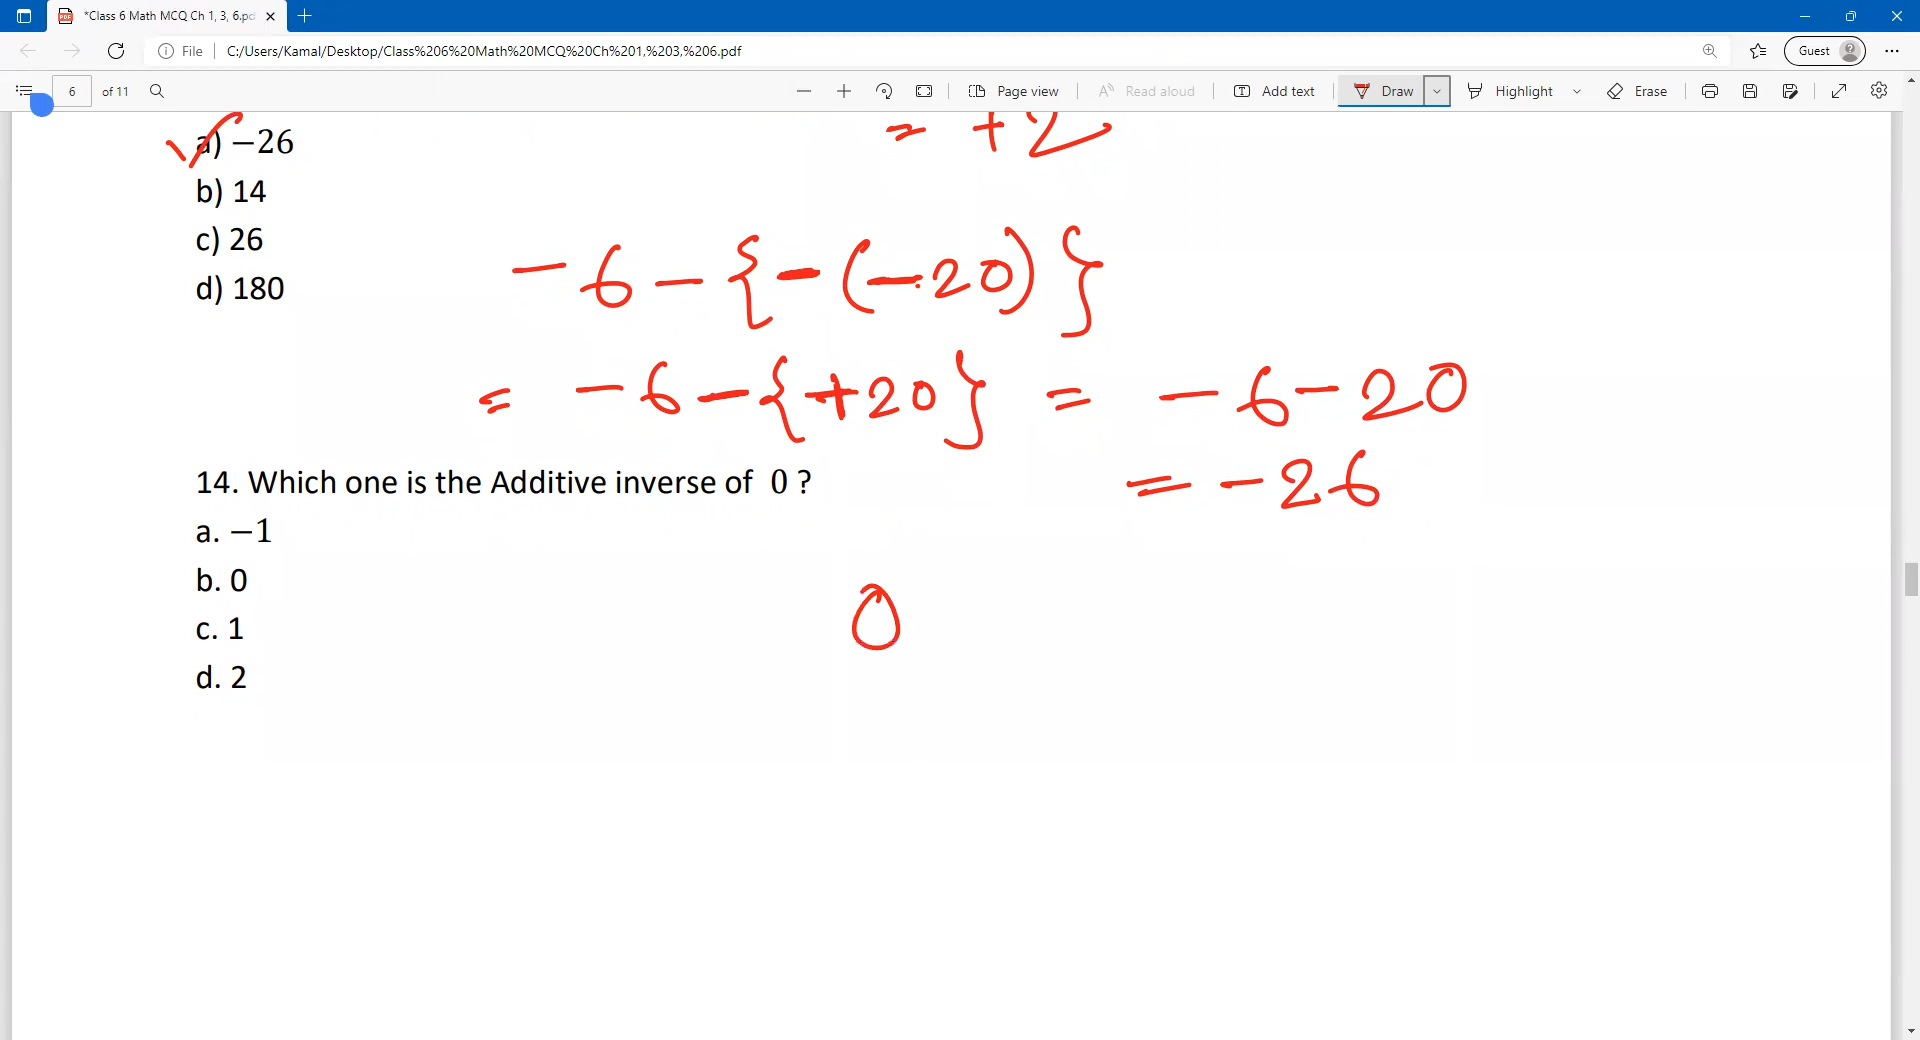 *Class 6 Math MCQ Ch 1, 3, 6.pd
File C:/Users/Kamal/Desktop/Class%206%20Math%20MCQ%20Ch%201,%203,%206.pdf Guest
6 of 11 Page view Read aloud Add text Draw Highlight Erase
a) −26
= +2
b) 14
c) 26
d) 180
-6-{-(-20)}
= -6-{+20} = -6-20
= -26
14. Which one is the Additive inverse of 0 ?
a. −1
b. 0
c. 1
d. 2
0